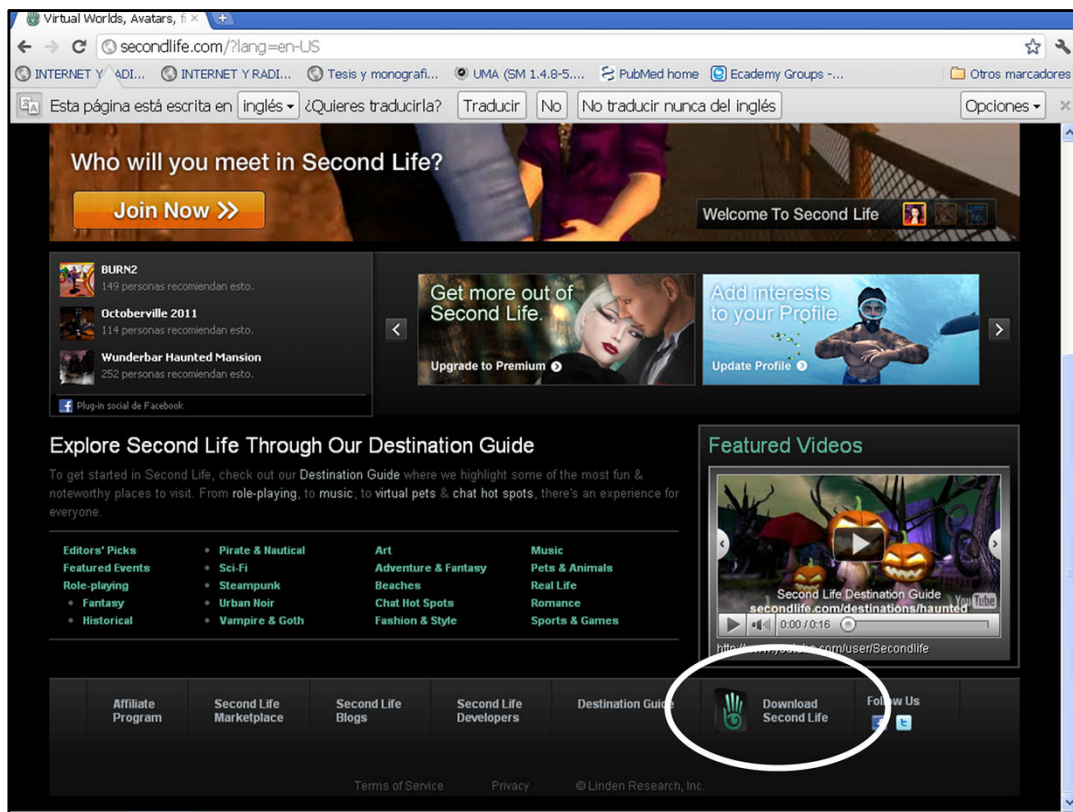 Virtual Worlds, Avatars, f
secondlife.com/?lang=en-US
INTERNET Y ADI... INTERNET Y RADI... Tesis y monografi... UMA (SM 1.4.8-5.... PubMed home Ecademy Groups -... Otros marcadores
Esta página está escrita en inglés ¿Quieres traducirla? Traducir No No traducir nunca del inglés Opciones
Who will you meet in Second Life?
Join Now >>
Welcome To Second Life
BURN2
149 personas recomiendan esto.
Octoberville 2011
114 personas recomiendan esto.
Wunderbar Haunted Mansion
252 personas recomiendan esto.
Plug-in social de Facebook
Get more out of
Second Life.
Upgrade to Premium
Add interests
to your Profile.
Update Profile
Explore Second Life Through Our Destination Guide
To get started in Second Life, check out our Destination Guide where we highlight some of the most fun &
noteworthy places to visit. From role-playing, to music, to virtual pets & chat hot spots, there's an experience for
everyone.
Editors' Picks
Featured Events
Role-playing
Fantasy
Historical
Pirate & Nautical
Sci-Fi
Steampunk
Urban Noir
Vampire & Goth
Art
Adventure & Fantasy
Beaches
Chat Hot Spots
Fashion & Style
Music
Pets & Animals
Real Life
Romance
Sports & Games
Featured Videos
Second Life Destination Guide
secondlife.com/destinations/haunted
YouTube
0:00 / 0:16
http://www.youtube.com/user/Secondlife
Affiliate
Program
Second Life
Marketplace
Second Life
Blogs
Second Life
Developers
Destination Guide
Download
Second Life
Follow Us
Terms of Service Privacy © Linden Research, Inc.